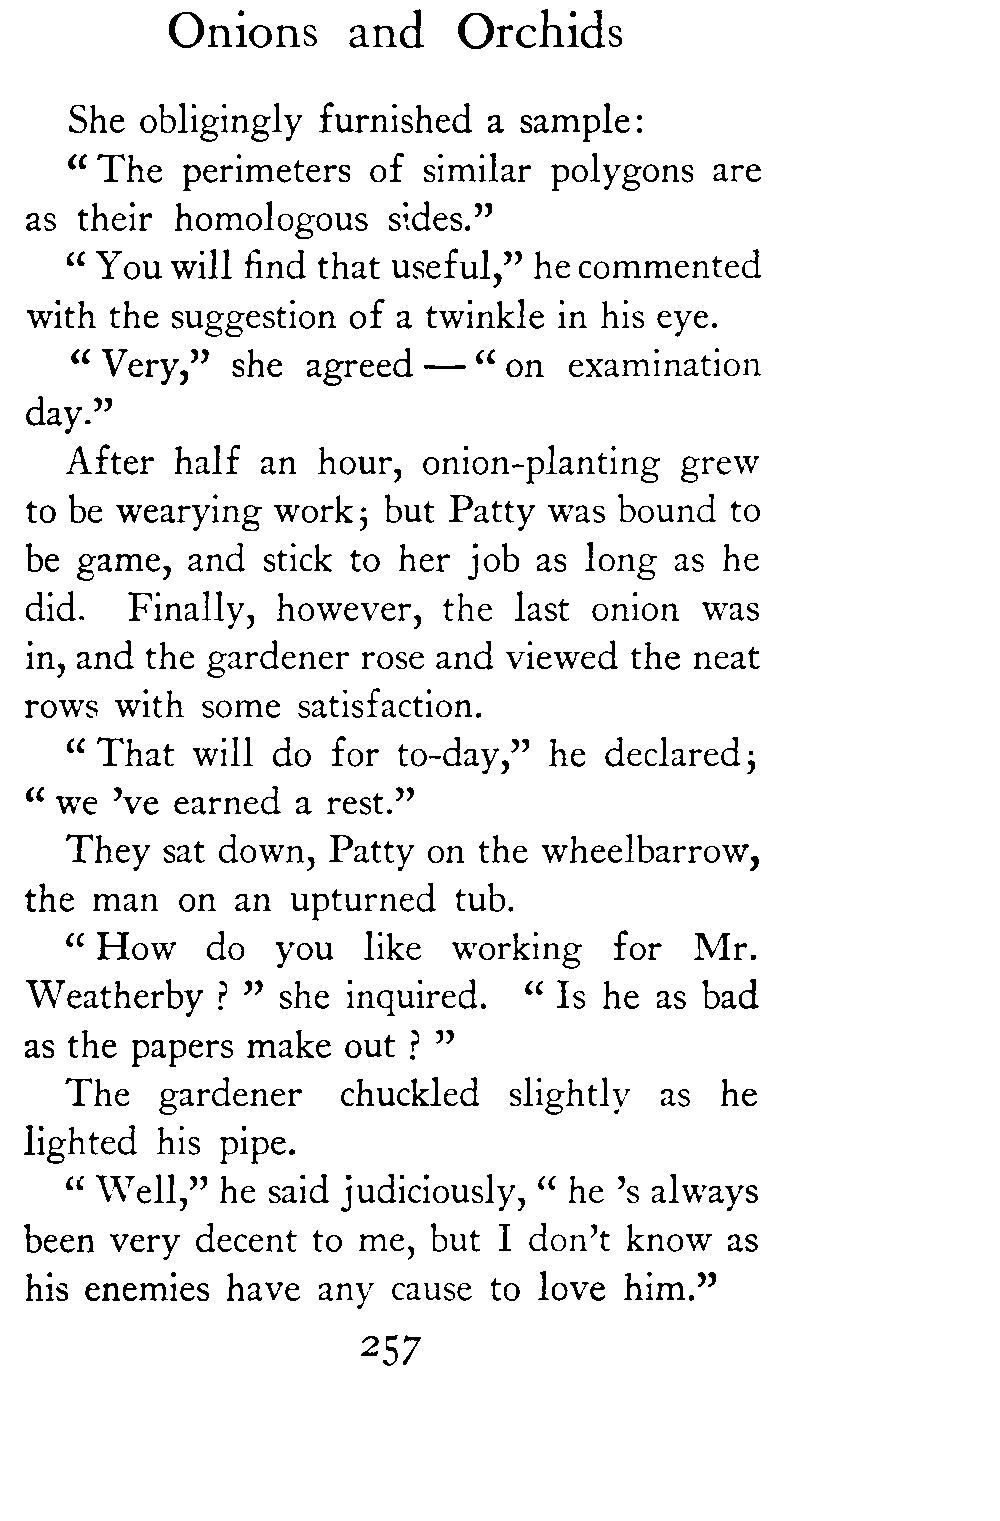 Onions and Orchids
She obligingly furnished a sample:
“ The perimeters of similar polygons are
as their homologous sides.”
“ You will find that useful,” he commented
with the suggestion of a twinkle in his eye.
“ Very,” she agreed — “ on examination
day.”
After half an hour, onion-planting grew
to be wearying work; but Patty was bound to
be game, and stick to her job as long as he
did. Finally, however, the last onion was
in, and the gardener rose and viewed the neat
rows with some satisfaction.
“ That will do for to-day,” he declared;
“ we ’ve earned a rest.”
They sat down, Patty on the wheelbarrow,
the man on an upturned tub.
“ How do you like working for Mr.
Weatherby ? ” she inquired. “ Is he as bad
as the papers make out ? ”
The gardener chuckled slightly as he
lighted his pipe.
“ Well,” he said judiciously, “ he ’s always
been very decent to me, but I don’t know as
his enemies have any cause to love him.”
257